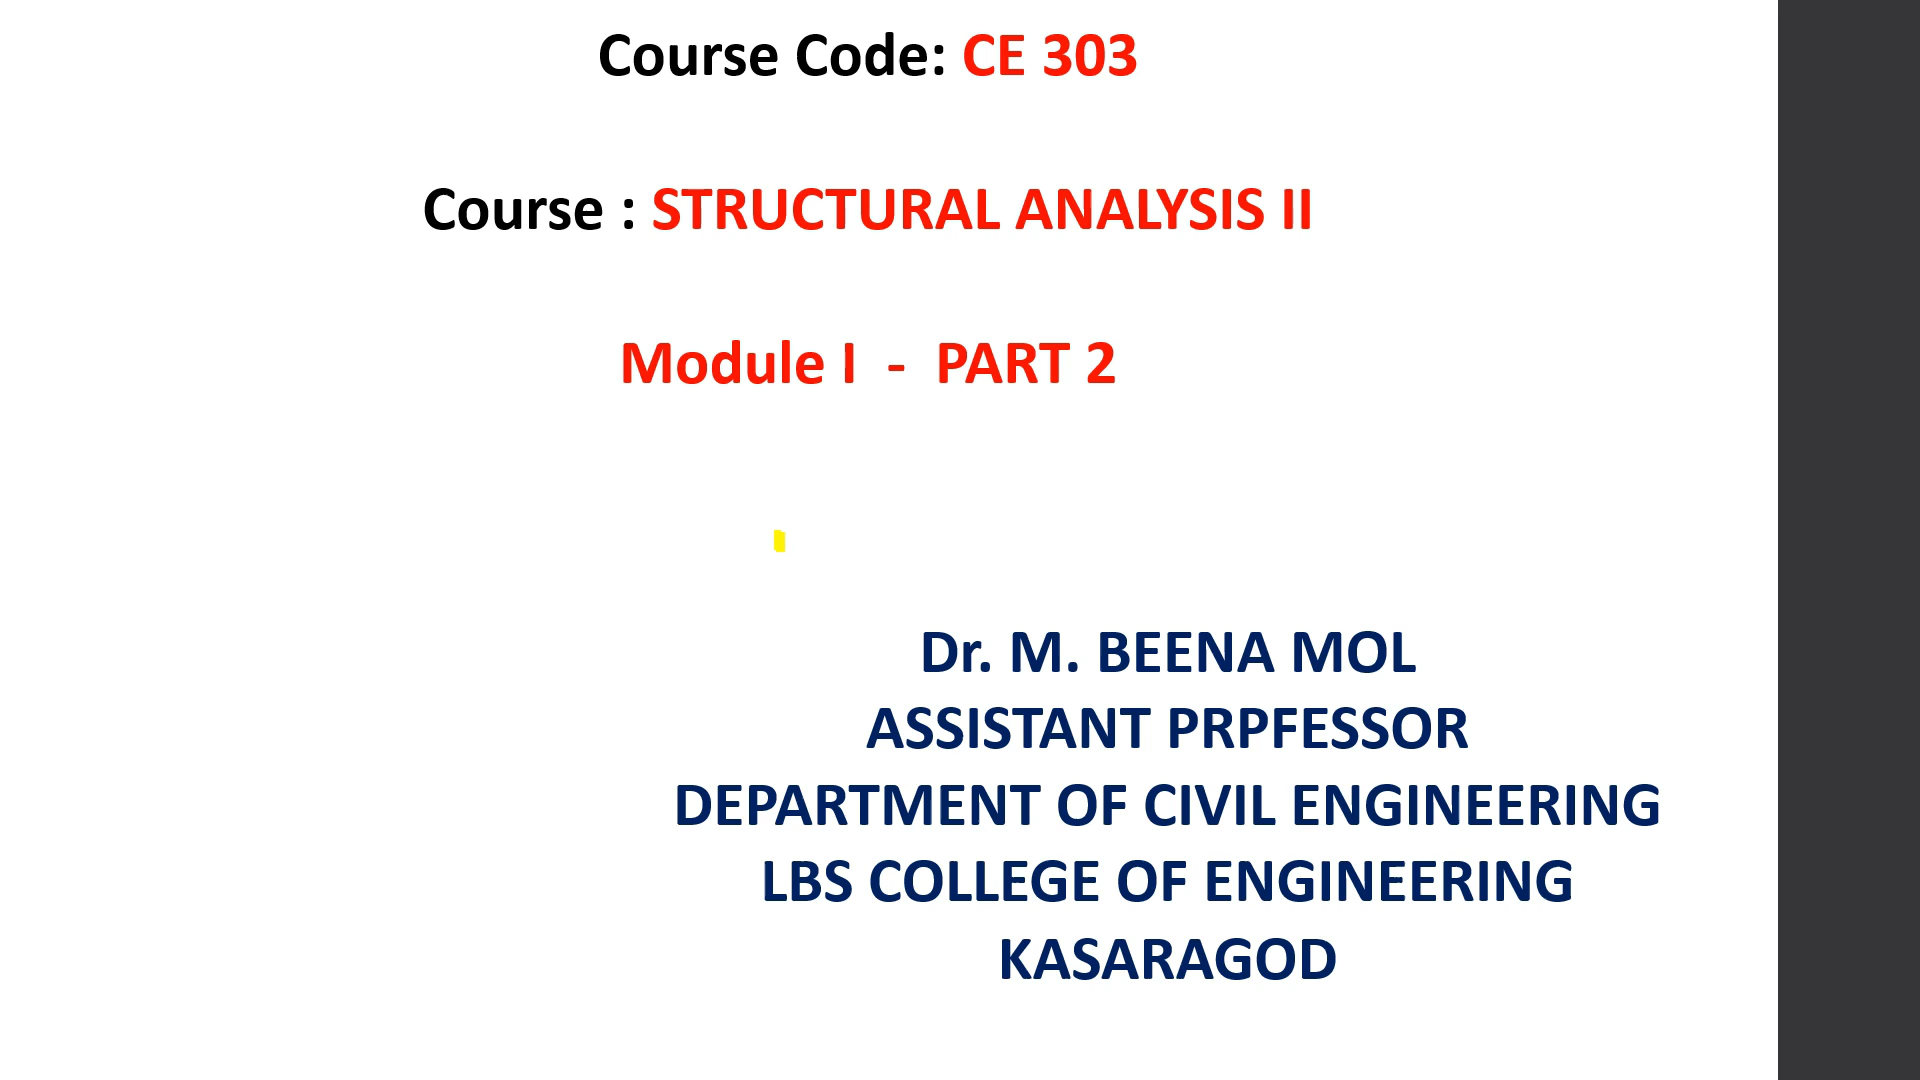 Course Code: CE 303
Course : STRUCTURAL ANALYSIS II
Module I - PART 2
Dr. M. BEENA MOL
ASSISTANT PRPFESSOR
DEPARTMENT OF CIVIL ENGINEERING
LBS COLLEGE OF ENGINEERING
KASARAGOD